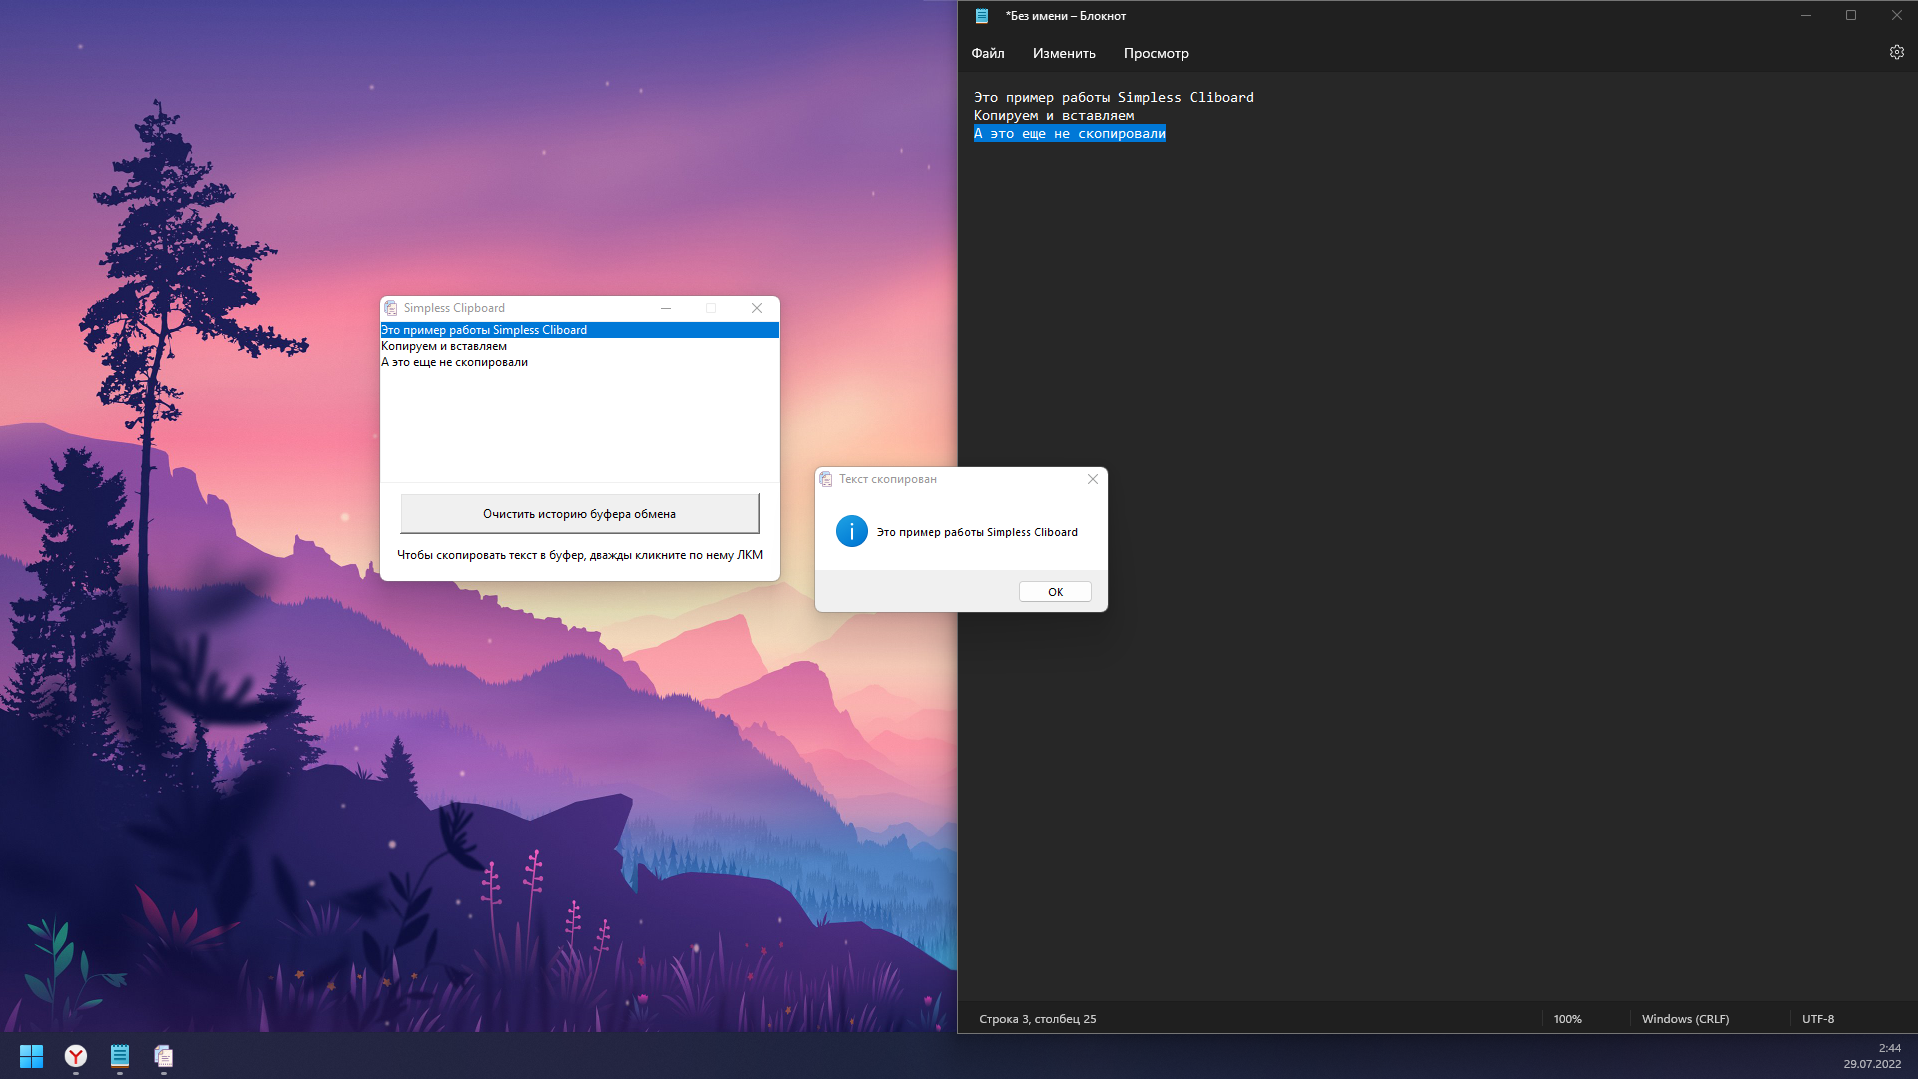 *Без имени – Блокнот
Файл Изменить Просмотр
Это пример работы Simpless Cliboard
Копируем и вставляем
А это еще не скопировали
Simpless Clipboard
Это пример работы Simpless Cliboard
Копируем и вставляем
А это еще не скопировали
Очистить историю буфера обмена
Чтобы скопировать текст в буфер, дважды кликните по нему ЛКМ
Текст скопирован
Это пример работы Simpless Cliboard
ОК
Строка 3, столбец 25 100% Windows (CRLF) UTF-8
2:44
29.07.2022